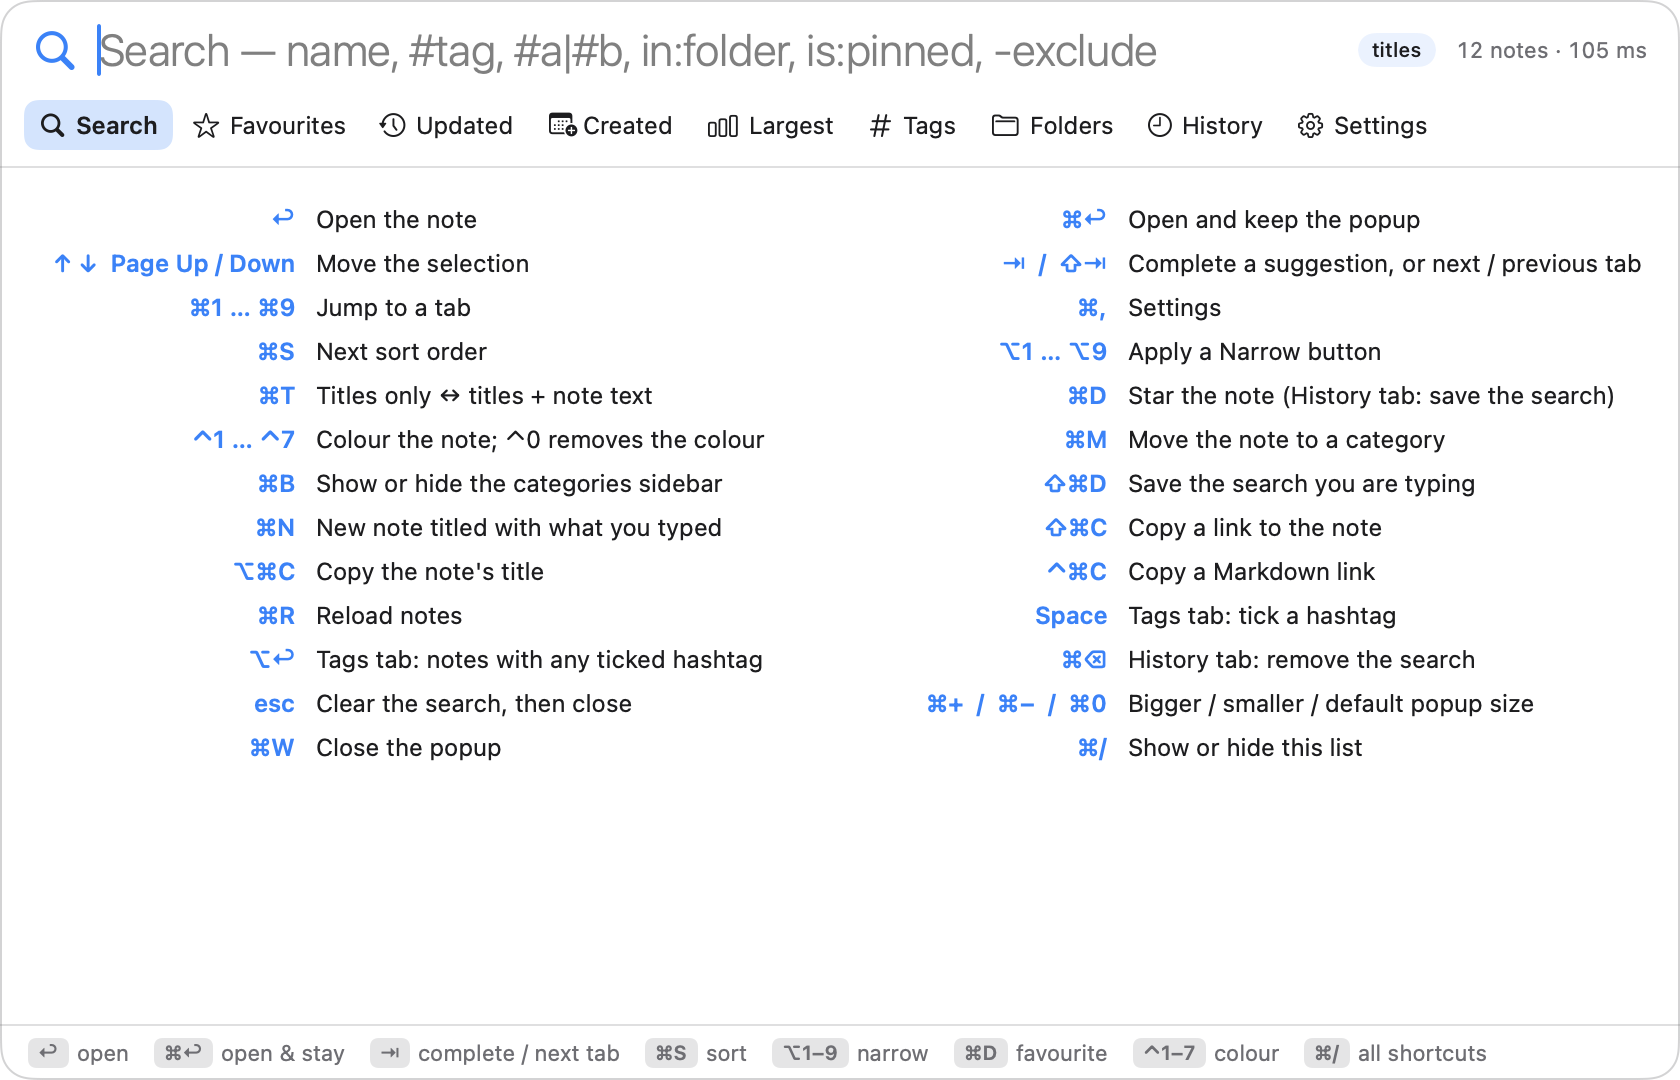 Search — name, #tag, #a|#b, in:folder, is:pinned, -exclude
titles
12 notes · 105 ms
Search
Favourites
Updated
Created
Largest
# Tags
Folders
History
Settings
↩ Open the note
↑ ↓ Page Up / Down Move the selection
⌘1 ... ⌘9 Jump to a tab
⌘S Next sort order
⌘T Titles only ↔ titles + note text
^1 ... ^7 Colour the note; ^0 removes the colour
⌘B Show or hide the categories sidebar
⌘N New note titled with what you typed
⌥⌘C Copy the note's title
⌘R Reload notes
⌥↩ Tags tab: notes with any ticked hashtag
esc Clear the search, then close
⌘W Close the popup
⌘↩ Open and keep the popup
⇥ / ⇧⇥ Complete a suggestion, or next / previous tab
⌘, Settings
⌥1 ... ⌥9 Apply a Narrow button
⌘D Star the note (History tab: save the search)
⌘M Move the note to a category
⇧⌘D Save the search you are typing
⇧⌘C Copy a link to the note
^⌘C Copy a Markdown link
Space Tags tab: tick a hashtag
⌘⌫ History tab: remove the search
⌘+ / ⌘− / ⌘0 Bigger / smaller / default popup size
⌘/ Show or hide this list
↩ open ⌘↩ open & stay ⇥ complete / next tab ⌘S sort ⌥1–9 narrow ⌘D favourite ^1–7 colour ⌘/ all shortcuts